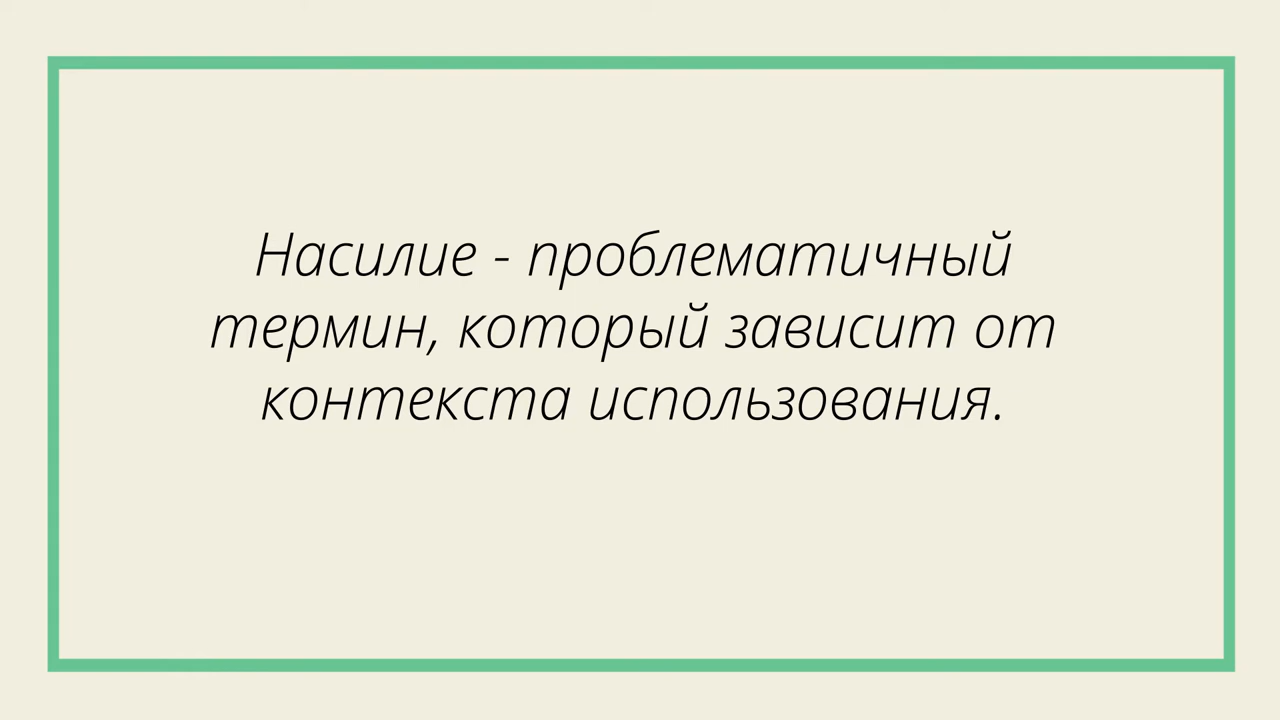 Насилие - проблематичный
термин, который зависит от
контекста использования.